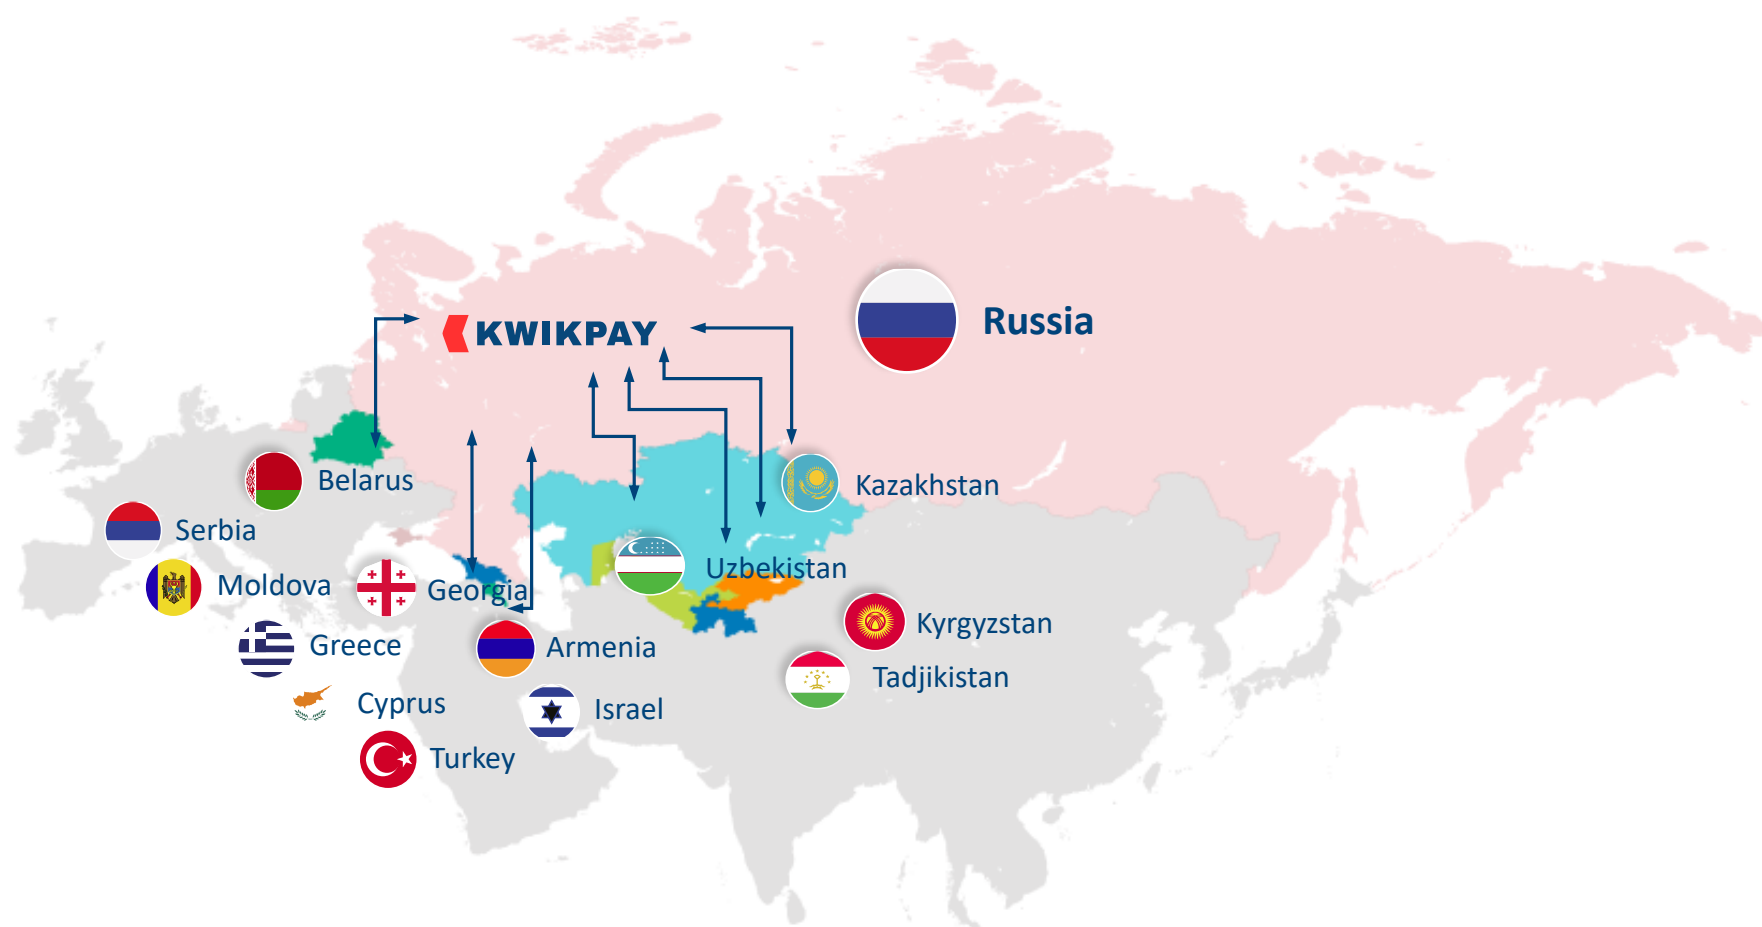 Russia
KWIKPAY
Belarus
Kazakhstan
Serbia
Uzbekistan
Moldova
Georgia
Kyrgyzstan
Greece
Armenia
Tadjikistan
Cyprus
Israel
Turkey